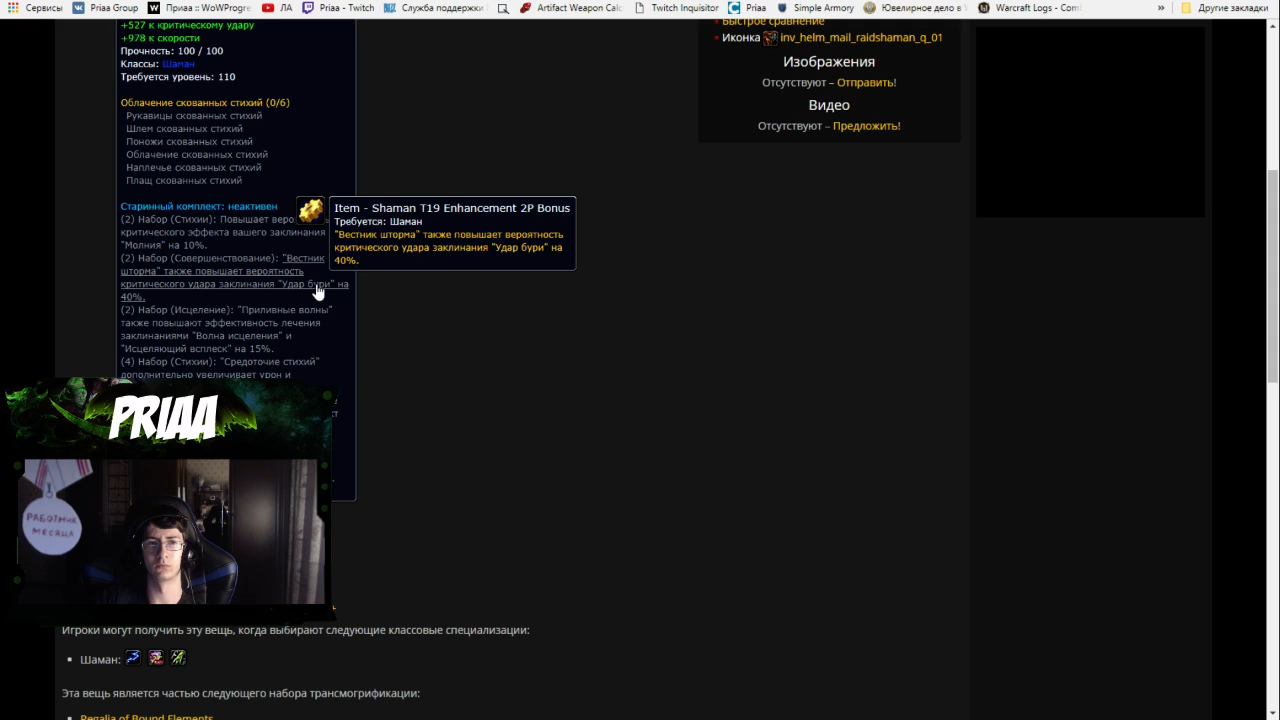 Сервисы
Priaa Group
Приаа :: WoWProgre
ЛА
Priaa - Twitch
Служба поддержки
Artifact Weapon Calc
Twitch Inquisitor
Priaa
Simple Armory
Ювелирное дело в
Warcraft Logs - Com
»
Другие закладки
+527 к критическому удару
+978 к скорости
Прочность: 100 / 100
Классы: Шаман
Требуется уровень: 110
Облачение скованных стихий (0/6)
Рукавицы скованных стихий
Шлем скованных стихий
Поножи скованных стихий
Облачение скованных стихий
Наплечье скованных стихий
Плащ скованных стихий
Старинный комплект: неактивен
(2) Набор (Стихии): Повышает
критического эффекта вашего заклинания
"Молния" на 10%.
(2) Набор (Совершенствование): "Вестник
шторма" также повышает вероятность
критического удара заклинания "Удар бури" на
40%.
(2) Набор (Исцеление): "Приливные волны"
также повышают эффективность лечения
заклинаниями "Волна исцеления" и
"Исцеляющий всплеск" на 15%.
(4) Набор (Стихии): "Средоточие стихий"
дополнительно увеличивает урон и
Item - Shaman T19 Enhancement 2P Bonus
Требуется: Шаман
"Вестник шторма" также повышает вероятность
критического удара заклинания "Удар бури" на
40%.
Быстрое сравнение
Иконка inv_helm_mail_raidshaman_q_01
Изображения
Отсутствуют – Отправить!
Видео
Отсутствуют – Предложить!
PRIAA
РАБОТНИК
МЕСЯЦА
Игроки могут получить эту вещь, когда выбирают следующие классовые специализации:
Шаман:
Эта вещь является частью следующего набора трансмогрификации:
Regalia of Bound Elements